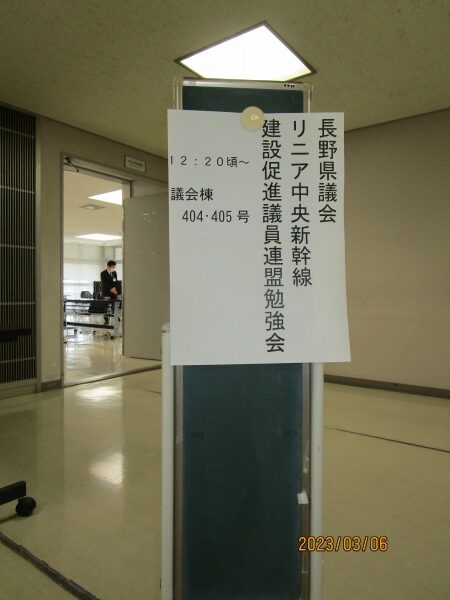 長野県議会
リニア中央新幹線
建設促進議員連盟勉強会
12:20頃~
議会棟
404・405号
2023/03/06